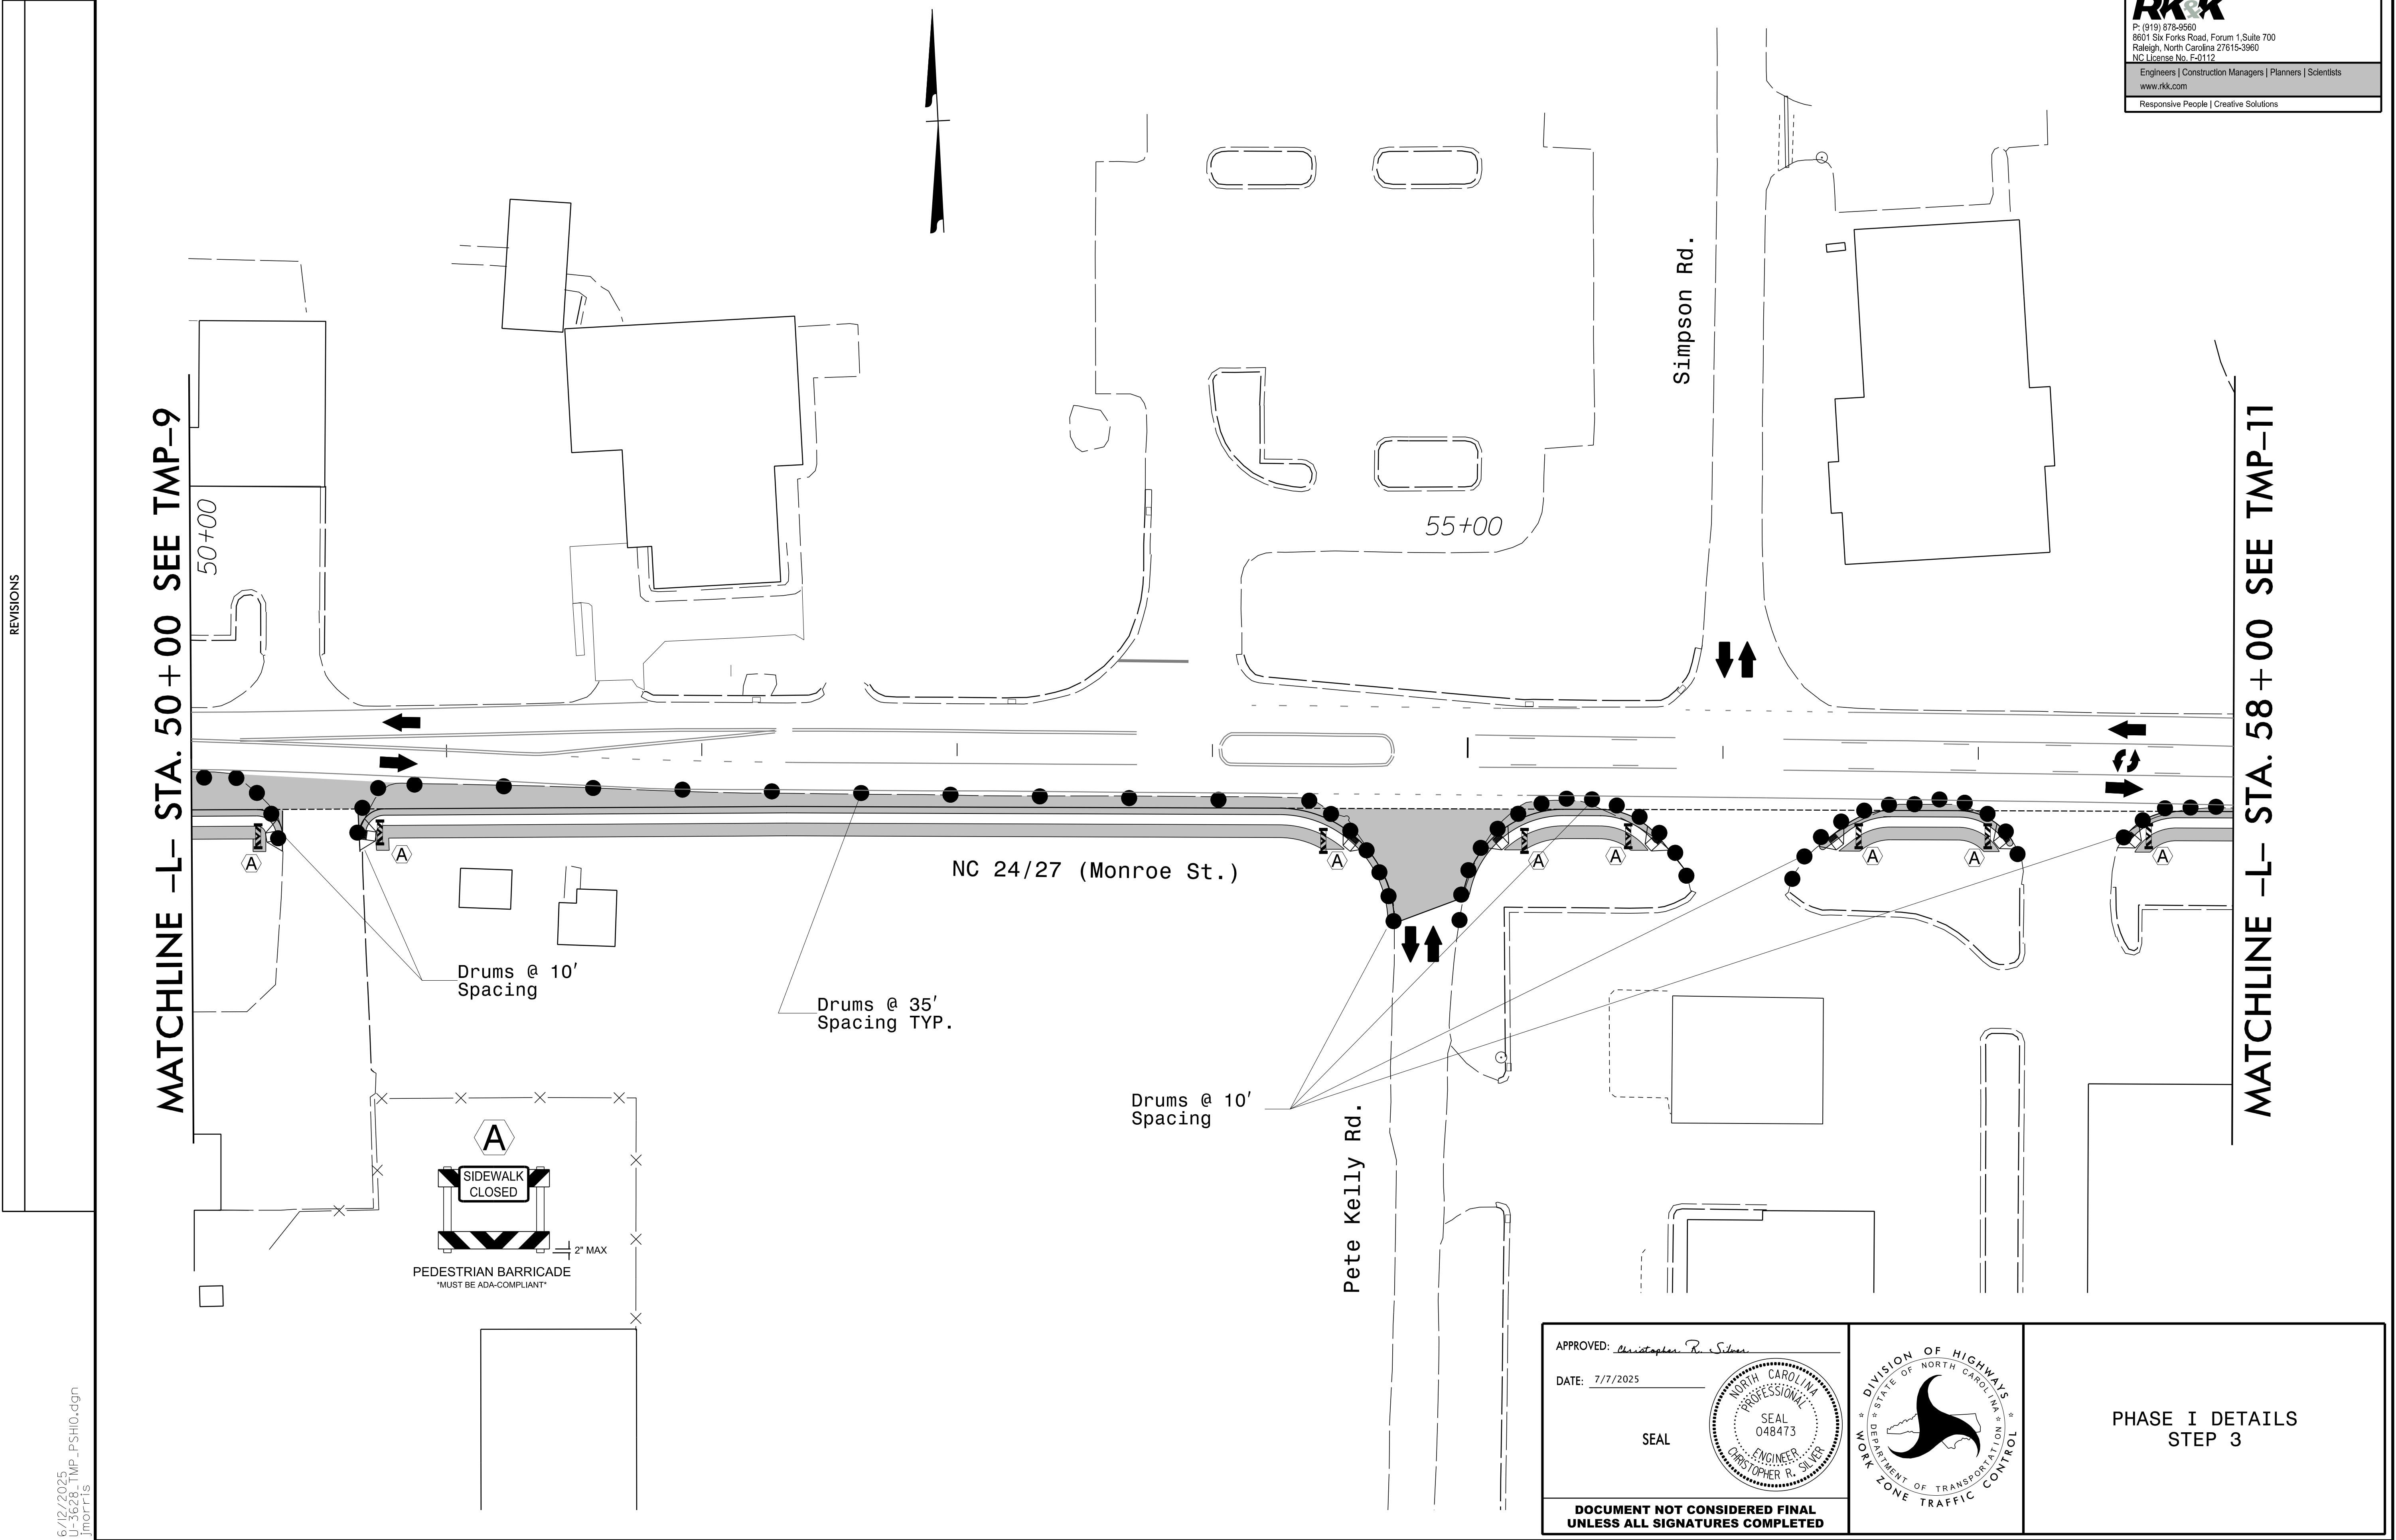 RK&K
P: (919) 878-9560
8601 Six Forks Road, Forum 1,Suite 700
Raleigh, North Carolina 27615-3960
NC License No. F-0112
Engineers | Construction Managers | Planners | Scientists
www.rkk.com
Responsive People | Creative Solutions
REVISIONS
MATCHLINE -L- STA. 50+00 SEE TMP-9
50+00
55+00
Simpson Rd.
MATCHLINE -L- STA. 58+00 SEE TMP-11
A
A
A
A
A
A
A
A
NC 24/27 (Monroe St.)
Drums @ 10'
Spacing
Drums @ 35'
Spacing TYP.
Drums @ 10'
Spacing
Pete Kelly Rd.
A
SIDEWALK
CLOSED
2" MAX
PEDESTRIAN BARRICADE
*MUST BE ADA-COMPLIANT*
APPROVED: Christopher R. Silver
DATE: 7/7/2025
SEAL
NORTH CAROLINA
PROFESSIONAL
SEAL
048473
ENGINEER
CHRISTOPHER R. SILVER
DOCUMENT NOT CONSIDERED FINAL
UNLESS ALL SIGNATURES COMPLETED
DIVISION OF HIGHWAYS
STATE OF NORTH CAROLINA
DEPARTMENT OF TRANSPORTATION
WORK ZONE TRAFFIC CONTROL
PHASE I DETAILS
STEP 3
6/12/2025
U-3628_TMP_PSH10.dgn
jmorris